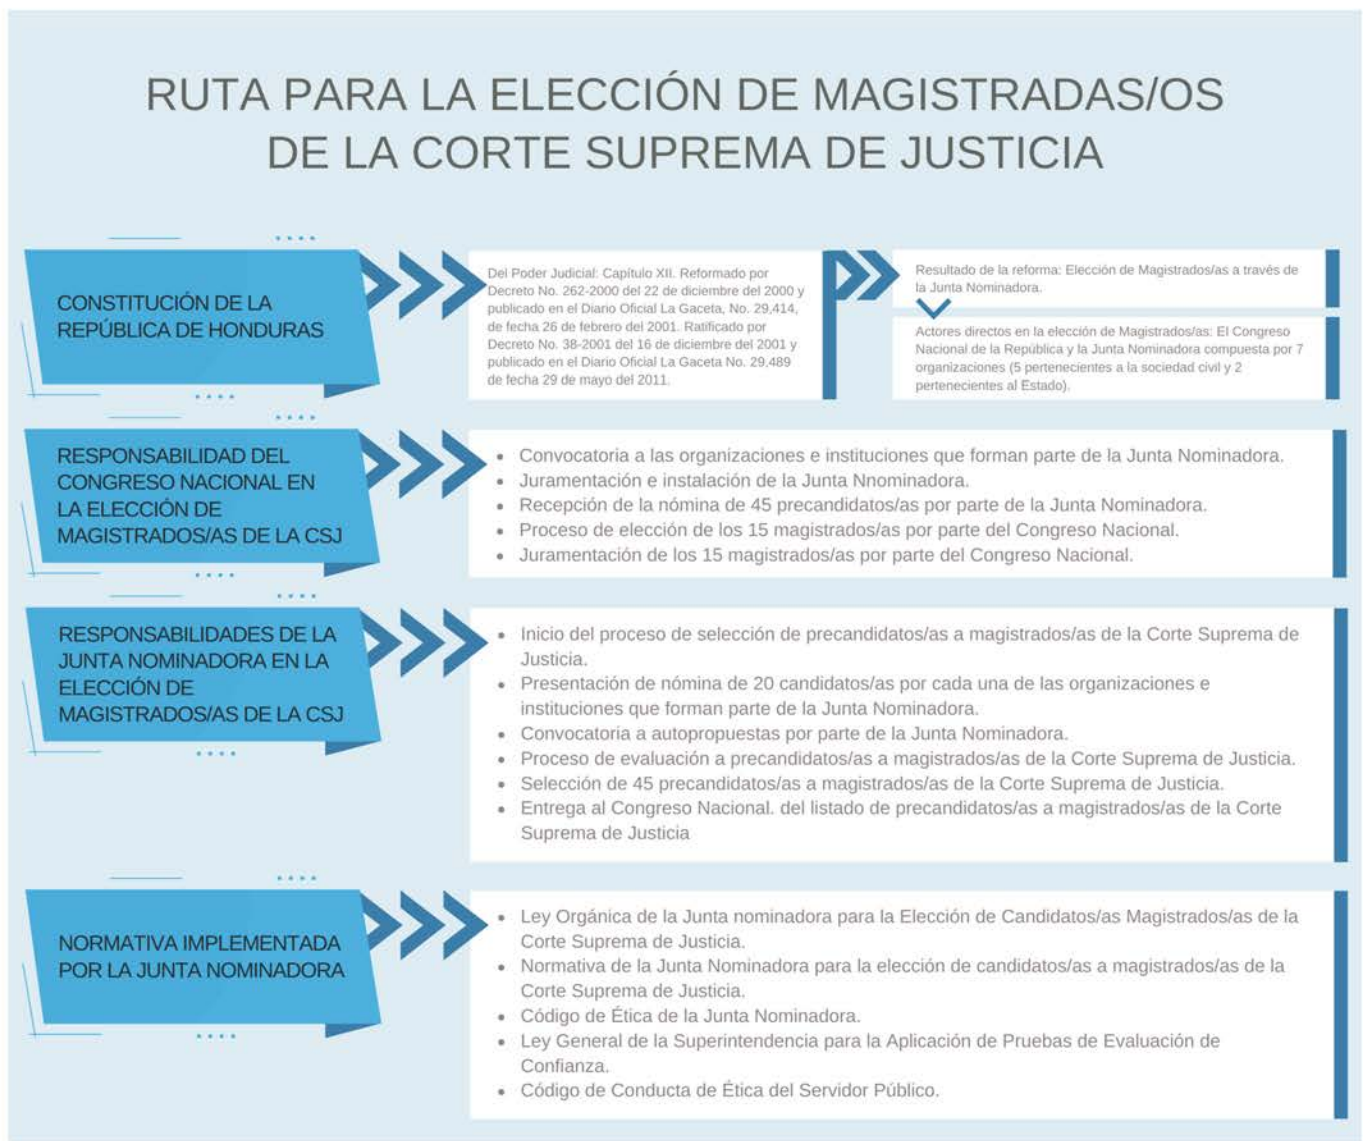 RUTA PARA LA ELECCIÓN DE MAGISTRADAS/OS
DE LA CORTE SUPREMA DE JUSTICIA
CONSTITUCIÓN DE LA
REPÚBLICA DE HONDURAS
Del Poder Judicial: Capítulo XII. Reformado por
Decreto No. 262-2000 del 22 de diciembre del 2000 y
publicado en el Diario Oficial La Gaceta, No. 29,414,
de fecha 26 de febrero del 2001. Ratificado por
Decreto No. 38-2001 del 16 de diciembre del 2001 y
publicado en el Diario Oficial La Gaceta No. 29,489
de fecha 29 de mayo del 2011.
Resultado de la reforma: Elección de Magistrados/as a través de
la Junta Nominadora.
Actores directos en la elección de Magistrados/as: El Congreso
Nacional de la República y la Junta Nominadora compuesta por 7
organizaciones (5 pertenecientes a la sociedad civil y 2
pertenecientes al Estado).
RESPONSABILIDAD DEL
CONGRESO NACIONAL EN
LA ELECCIÓN DE
MAGISTRADOS/AS DE LA CSJ
• Convocatoria a las organizaciones e instituciones que forman parte de la Junta Nominadora.
• Juramentación e instalación de la Junta Nnominadora.
• Recepción de la nómina de 45 precandidatos/as por parte de la Junta Nominadora.
• Proceso de elección de los 15 magistrados/as por parte del Congreso Nacional.
• Juramentación de los 15 magistrados/as por parte del Congreso Nacional.
RESPONSABILIDADES DE LA
JUNTA NOMINADORA EN LA
ELECCIÓN DE
MAGISTRADOS/AS DE LA CSJ
• Inicio del proceso de selección de precandidatos/as a magistrados/as de la Corte Suprema de
Justicia.
• Presentación de nómina de 20 candidatos/as por cada una de las organizaciones e
instituciones que forman parte de la Junta Nominadora.
• Convocatoria a autopropuestas por parte de la Junta Nominadora.
• Proceso de evaluación a precandidatos/as a magistrados/as de la Corte Suprema de Justicia.
• Selección de 45 precandidatos/as a magistrados/as de la Corte Suprema de Justicia.
• Entrega al Congreso Nacional. del listado de precandidatos/as a magistrados/as de la Corte
Suprema de Justicia
NORMATIVA IMPLEMENTADA
POR LA JUNTA NOMINADORA
• Ley Orgánica de la Junta nominadora para la Elección de Candidatos/as Magistrados/as de la
Corte Suprema de Justicia.
• Normativa de la Junta Nominadora para la elección de candidatos/as a magistrados/as de la
Corte Suprema de Justicia.
• Código de Ética de la Junta Nominadora.
• Ley General de la Superintendencia para la Aplicación de Pruebas de Evaluación de
Confianza.
• Código de Conducta de Ética del Servidor Público.